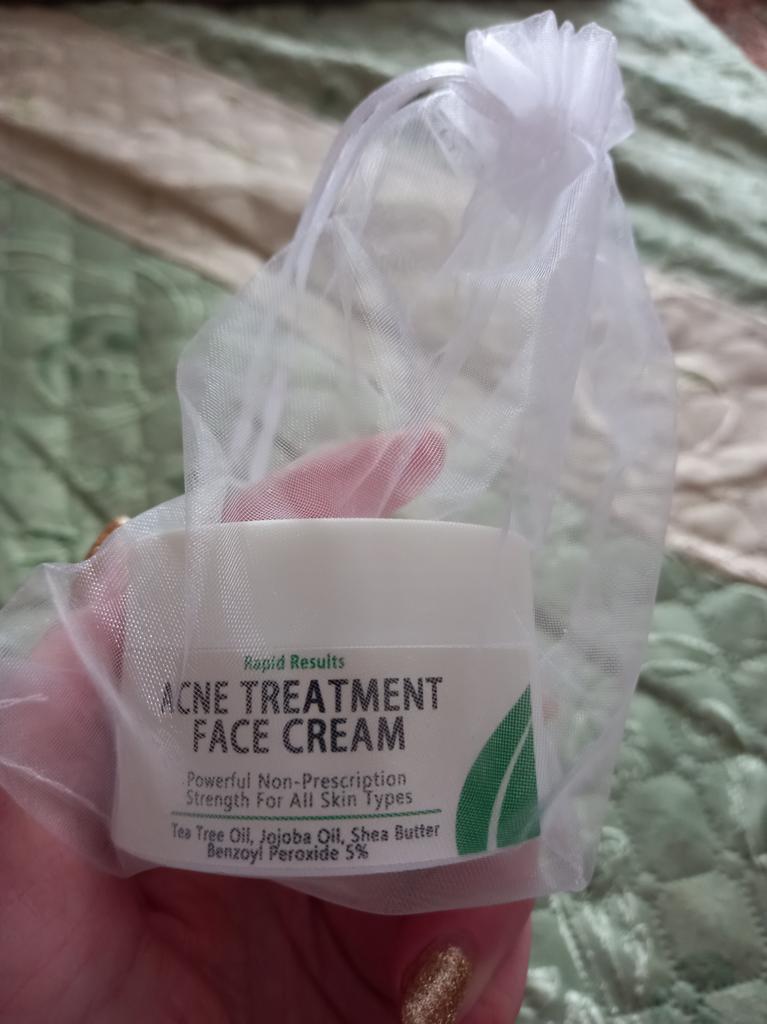 Rapid Results
ACNE TREATMENT
FACE CREAM
Powerful Non-Prescription
Strength For All Skin Types
Tea Tree Oil, Jojoba Oil, Shea Butter
Benzoyl Peroxide 5%